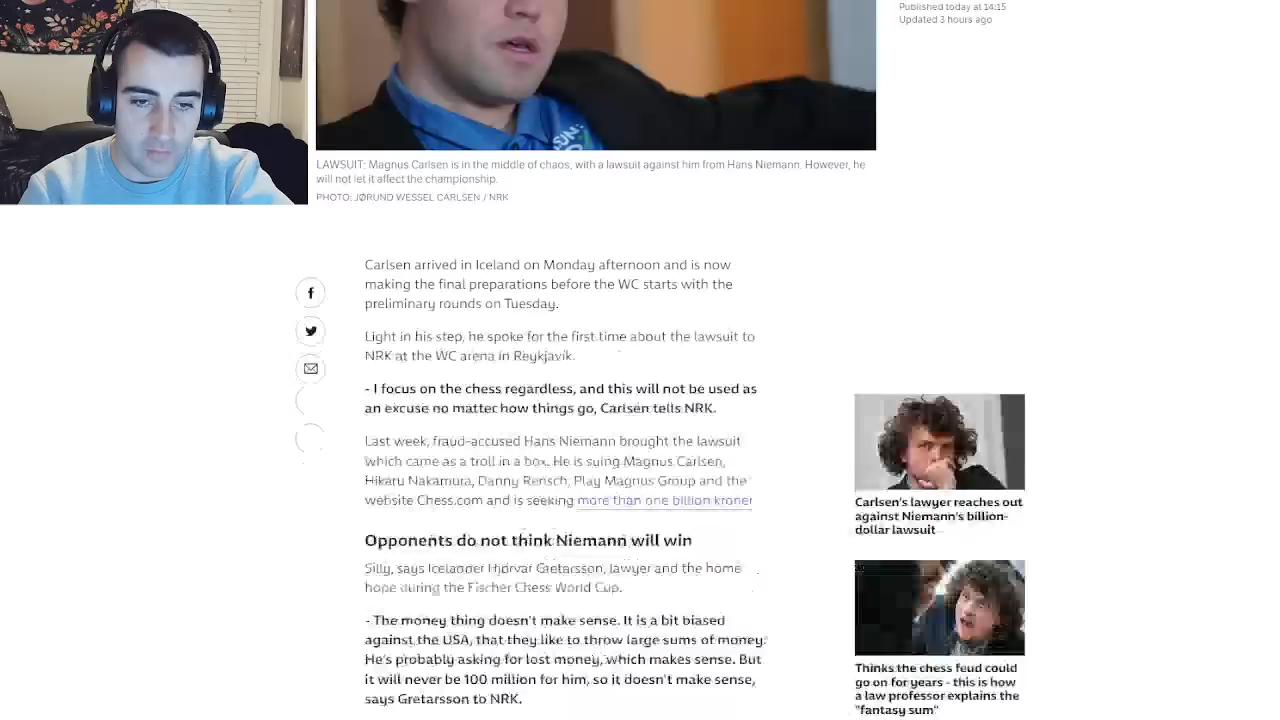 Published today at 14:15
Updated 3 hours ago
LAWSUIT: Magnus Carlsen is in the middle of chaos, with a lawsuit against him from Hans Niemann. However, he
will not let it affect the championship.
PHOTO: JØRUND WESSEL CARLSEN / NRK
Carlsen arrived in Iceland on Monday afternoon and is now
making the final preparations before the WC starts with the
preliminary rounds on Tuesday.
Light in his step, he spoke for the first time about the lawsuit to
NRK at the WC arena in Reykjavik.
- I focus on the chess regardless, and this will not be used as
an excuse no matter how things go, Carlsen tells NRK.
Last week, fraud-accused Hans Niemann brought the lawsuit
which came as a troll in a box. He is suing Magnus Carlsen,
Hikaru Nakamura, Danny Rensch, Play Magnus Group and the
website Chess.com and is seeking more than one billion kroner
Opponents do not think Niemann will win
Silly, says Icelander Hjørvar Gretarsson, lawyer and the home
hope during the Fischer Chess World Cup.
- The money thing doesn't make sense. It is a bit biased
against the USA, that they like to throw large sums of money.
He's probably asking for lost money, which makes sense. But
it will never be 100 million for him, so it doesn't make sense,
says Gretarsson to NRK.
Carlsen's lawyer reaches out
against Niemann's billion-
dollar lawsuit
Thinks the chess feud could
go on for years - this is how
a law professor explains the
"fantasy sum"